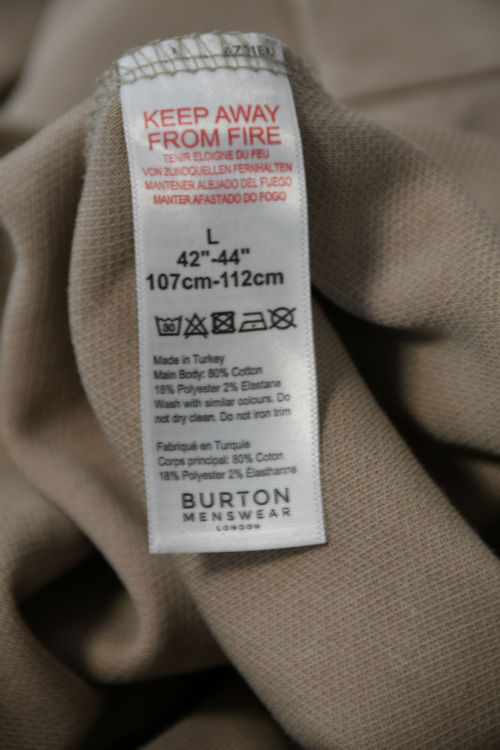 KEEP AWAY
FROM FIRE
TENIR ELOIGNE DU FEU
VON ZUNDQUELLEN FERNHALTEN
MANTENER ALEJADO DEL FUEGO
MANTER AFASTADO DO FOGO
L
42"-44"
107cm-112cm
30
Made in Turkey
Main Body: 80% Cotton
18% Polyester 2% Elastane
Wash with similar colours. Do
not dry clean. Do not iron trim
Fabriqué en Turquie
Corps principal: 80% Coton
18% Polyester 2% Élasthanne
BURTON
MENSWEAR
LONDON